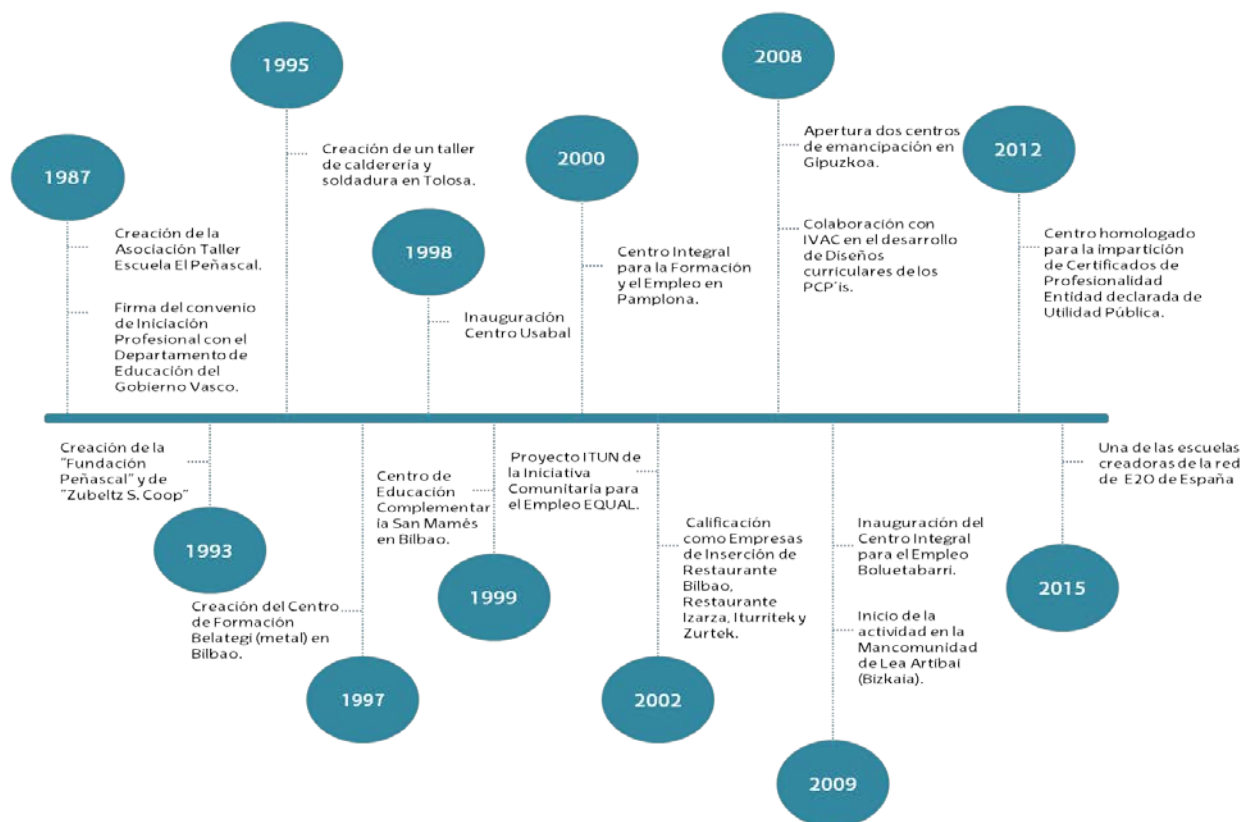 1987
Creación de la
Asociación Taller
Escuela El Peñascal.
Firma del convenio
de Iniciación
Profesional con el
Departamento de
Educación del
Gobierno Vasco.
1995
Creación de un taller
de calderería y
soldadura en Tolosa.
1998
Inauguración
Centro Usabal
2000
Centro Integral
para la Formación
y el Empleo en
Pamplona.
2008
Apertura dos centros
de emancipación en
Gipuzkoa.
Colaboración con
IVAC en el desarrollo
de Diseños
curriculares de los
PCP´is.
2012
Centro homologado
para la impartición
de Certificados de
Profesionalidad
Entidad declarada de
Utilidad Pública.
Creación de la
"Fundación
Peñascal" y de
"Zubeltz S. Coop"
1993
Creación del Centro
de Formación
Belategi (metal) en
Bilbao.
1997
Centro de
Educación
Complementar
ía San Mamés
en Bilbao.
1999
Proyecto ITUN de
la Iniciativa
Comunitaria para
el Empleo EQUAL.
Calificación
como Empresas
de Inserción de
Restaurante
Bilbao,
Restaurante
Izarza, Iturritek y
Zurtek.
2002
Inauguración del
Centro Integral
para el Empleo
Boluetabarri.
Inicio de la
actividad en la
Mancomunidad
de Lea Artibai
(Bizkaia).
2009
Una de las escuelas
creadoras de la red
de E2O de España
2015